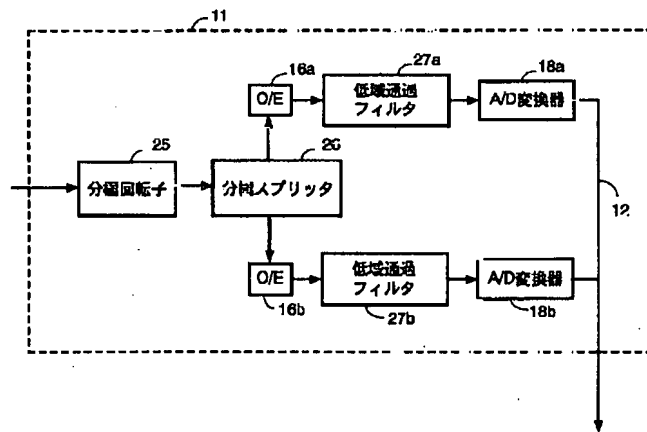 11
16a
27a
18a
O/E
低域通過
フィルタ
A/D変換器
25
26
分極回転子
分極スプリッタ
12
O/E
低域通過
フィルタ
A/D変換器
16b
27b
18b